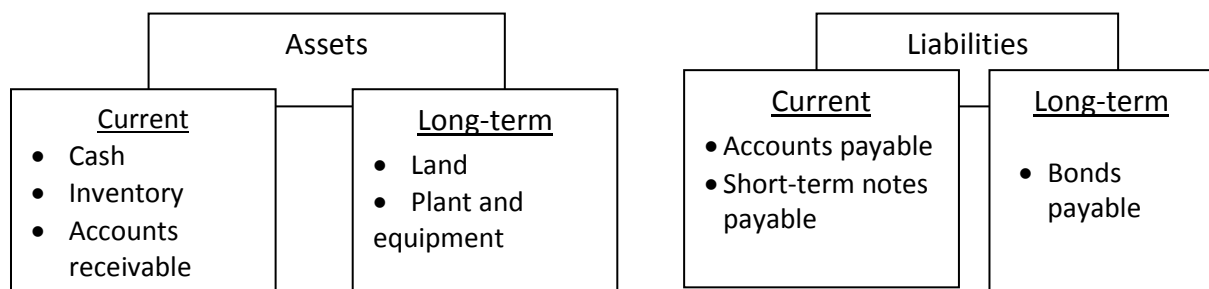 Assets
Current
• Cash
• Inventory
• Accounts
receivable
Long-term
• Land
• Plant and
equipment
Liabilities
Current
• Accounts payable
• Short-term notes
payable
Long-term
• Bonds
payable